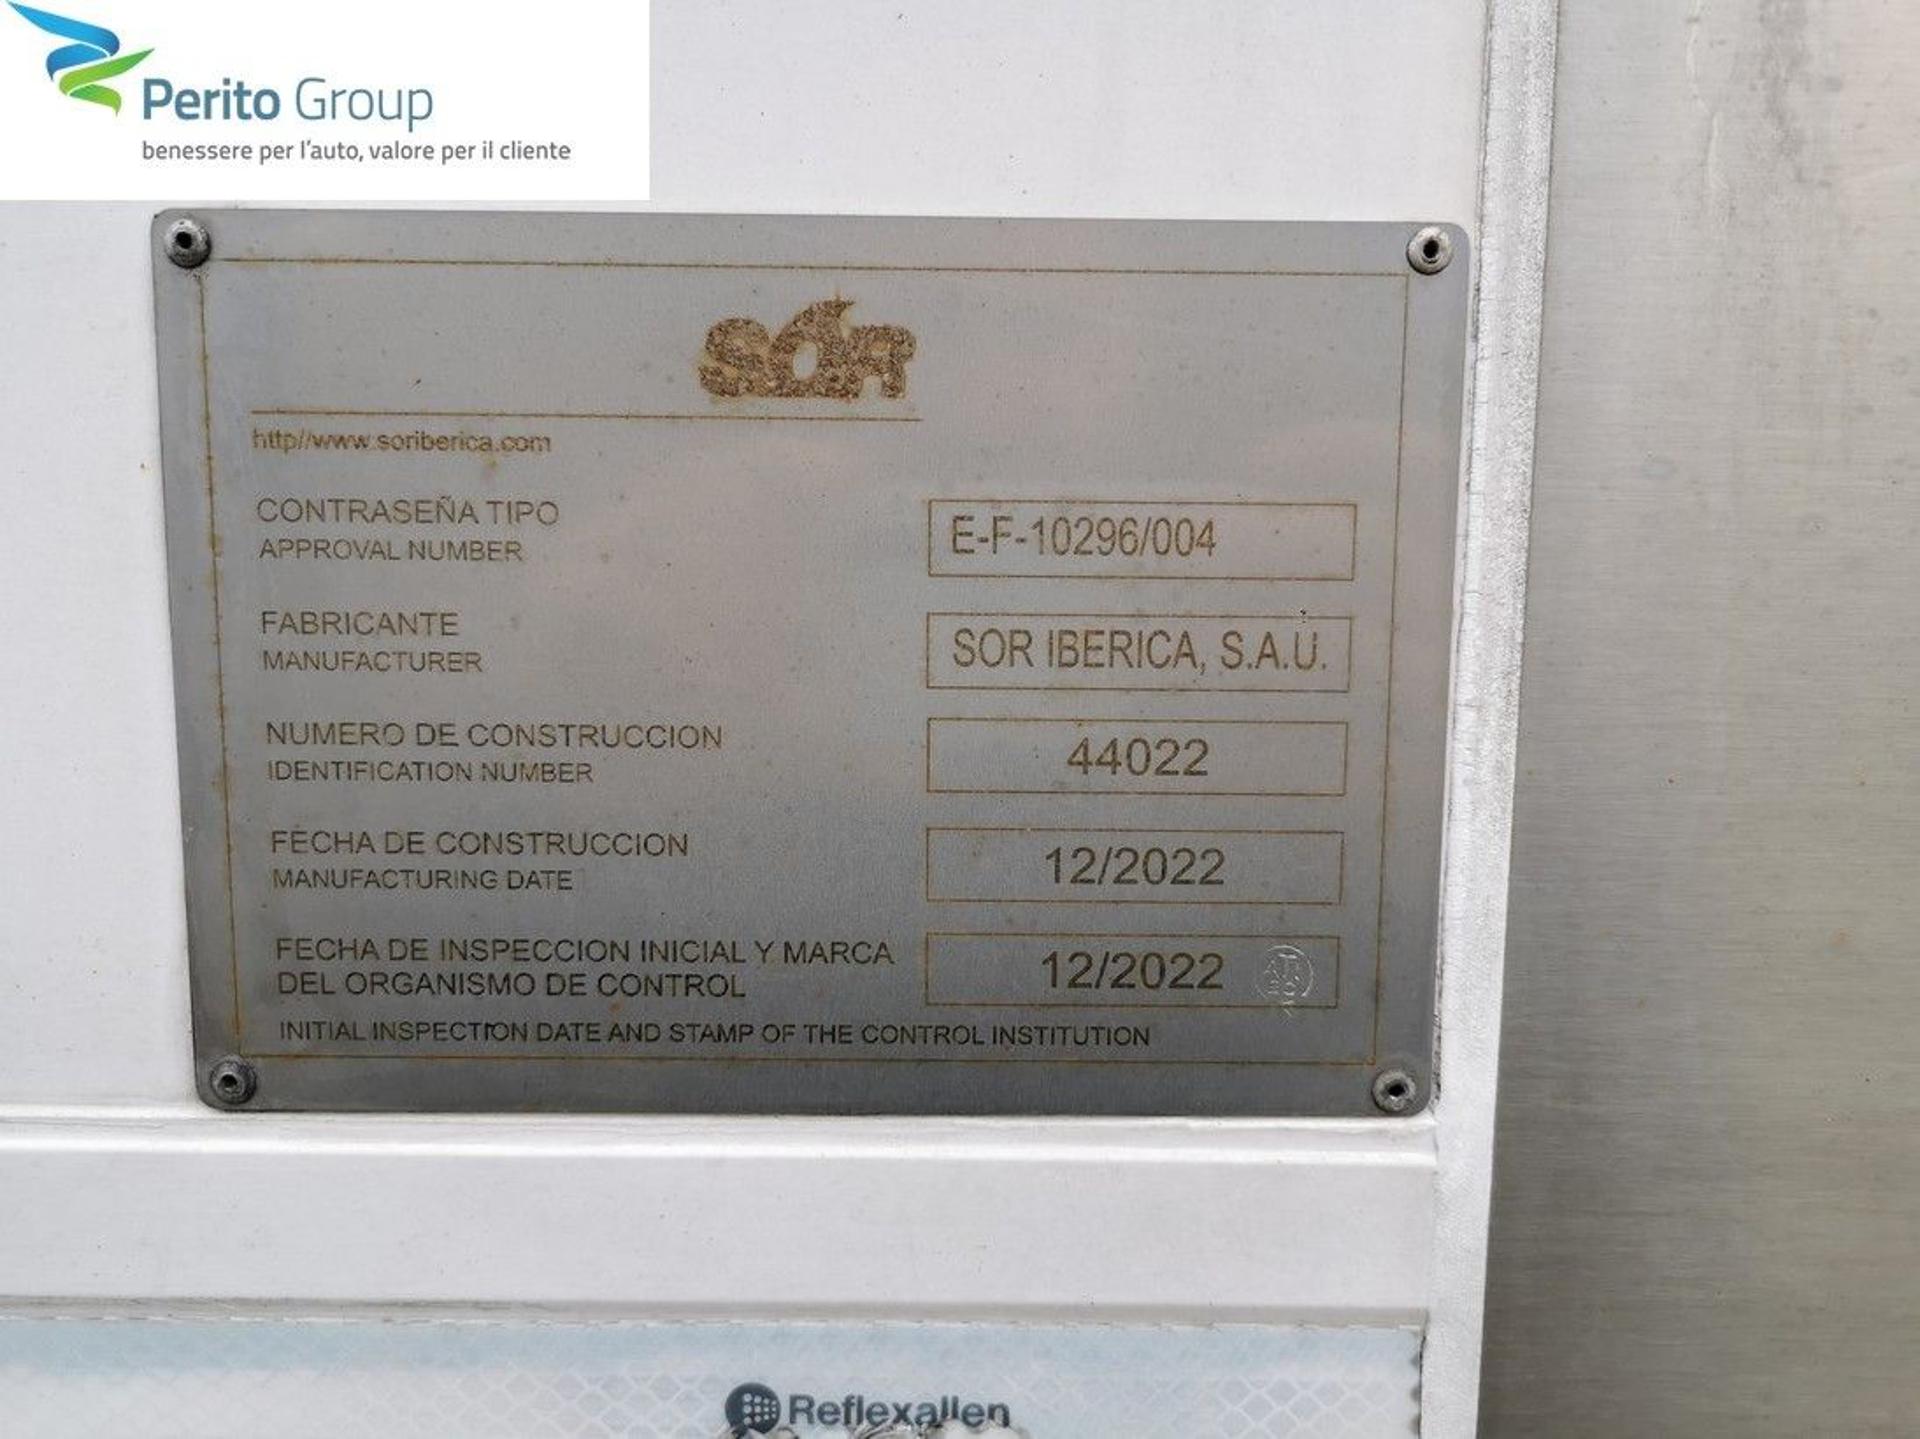 Perito Group
benessere per l'auto, valore per il cliente
SOR
http//www.soriberica.com
CONTRASEÑA TIPO
APPROVAL NUMBER
E-F-10296/004
FABRICANTE
MANUFACTURER
SOR IBERICA, S.A.U.
NUMERO DE CONSTRUCCION
IDENTIFICATION NUMBER
44022
FECHA DE CONSTRUCCION
MANUFACTURING DATE
12/2022
FECHA DE INSPECCION INICIAL Y MARCA
DEL ORGANISMO DE CONTROL
12/2022
INITIAL INSPECTION DATE AND STAMP OF THE CONTROL INSTITUTION
Reflexallen